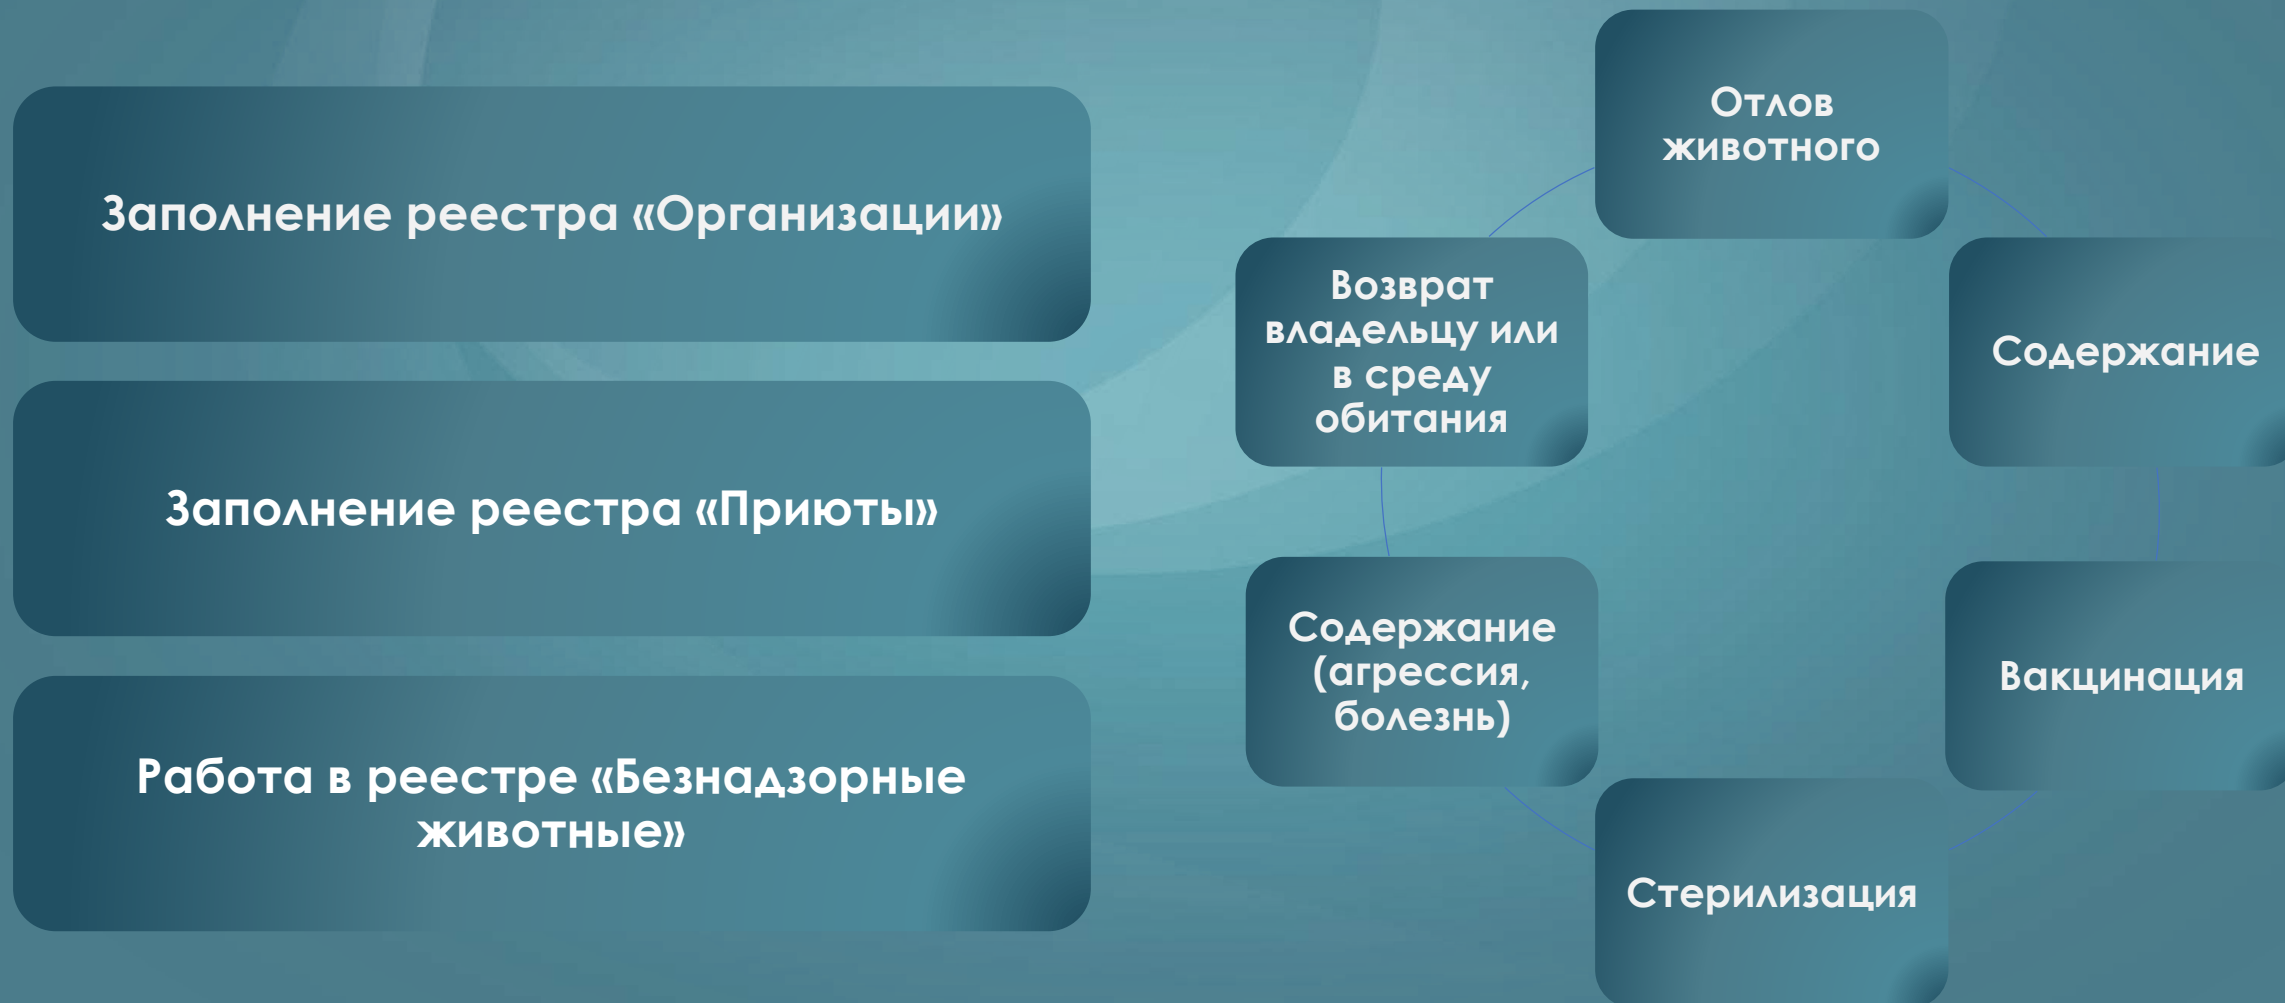 Заполнение реестра «Организации»
Заполнение реестра «Приюты»
Работа в реестре «Безнадзорные
животные»
Отлов
животного
Содержание
Вакцинация
Стерилизация
Содержание
(агрессия,
болезнь)
Возврат
владельцу или
в среду
обитания